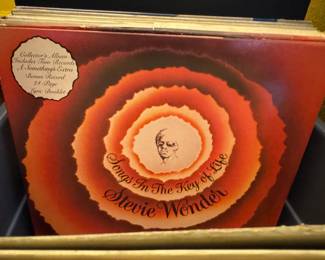 Collector's Album
Includes Two Records
A Something's Extra
Bonus Record
24 Page
Lyric Booklet
Songs In The Key of Life
Stevie Wonder